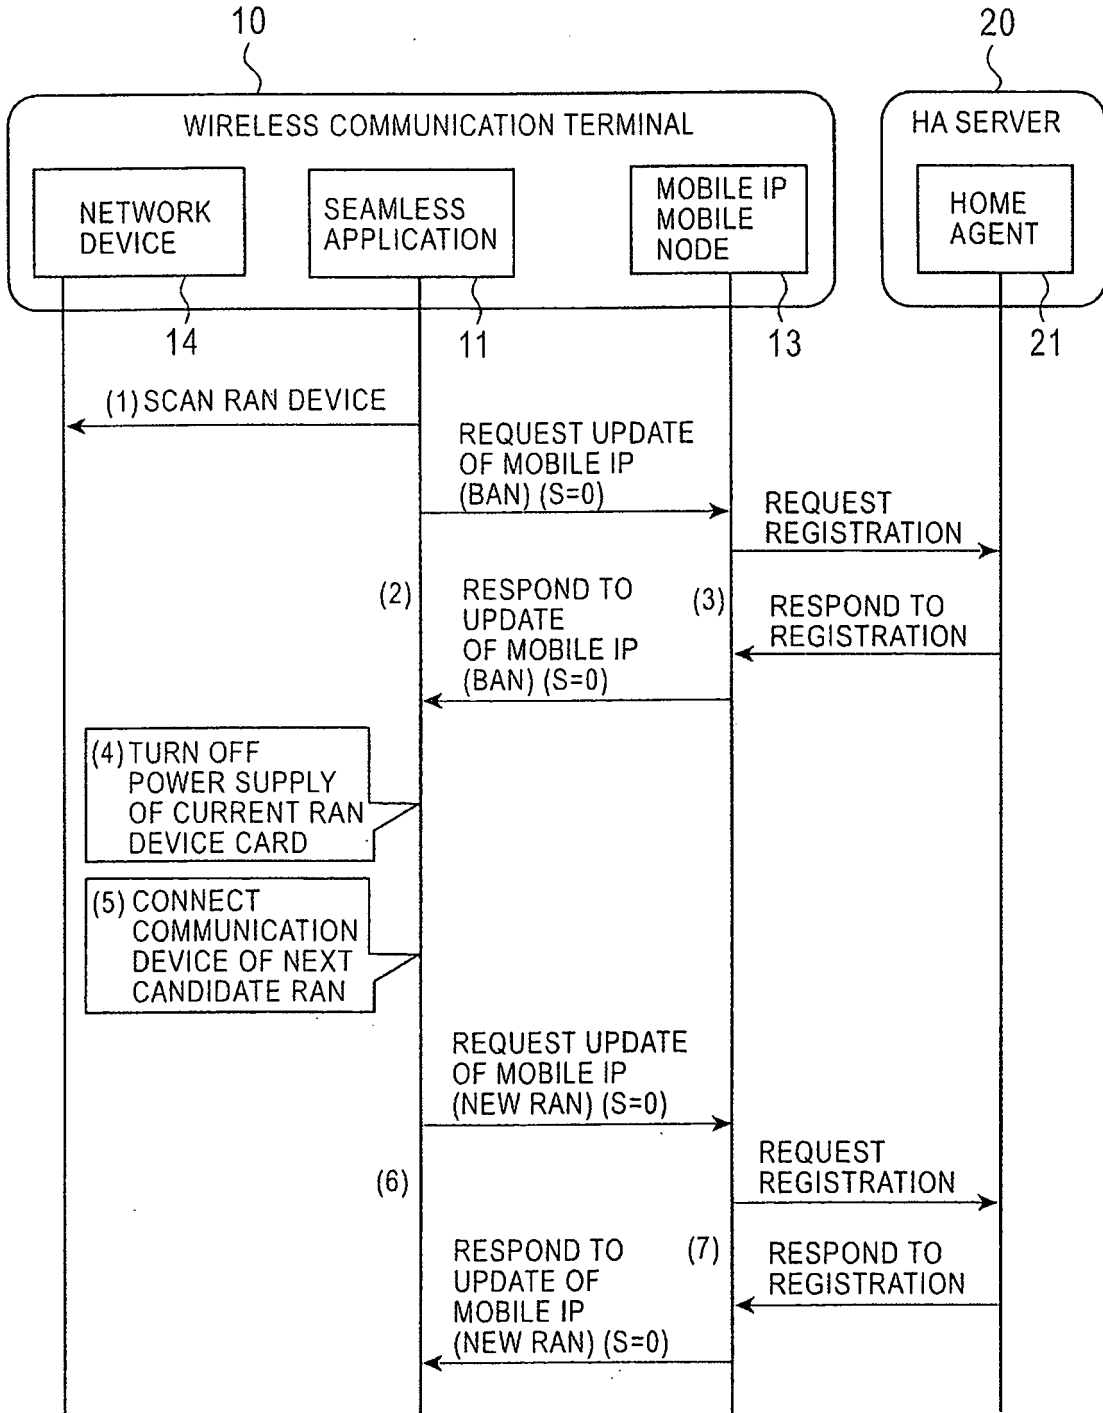 10
20
WIRELESS COMMUNICATION TERMINAL
HA SERVER
NETWORK
DEVICE
SEAMLESS
APPLICATION
MOBILE IP
MOBILE
NODE
HOME
AGENT
14
11
13
21
(1) SCAN RAN DEVICE
REQUEST UPDATE
OF MOBILE IP
(BAN) (S=0)
REQUEST
REGISTRATION
(2)
RESPOND TO
UPDATE
OF MOBILE IP
(BAN) (S=0)
(3)
RESPOND TO
REGISTRATION
(4) TURN OFF
POWER SUPPLY
OF CURRENT RAN
DEVICE CARD
(5) CONNECT
COMMUNICATION
DEVICE OF NEXT
CANDIDATE RAN
REQUEST UPDATE
OF MOBILE IP
(NEW RAN) (S=0)
REQUEST
REGISTRATION
(6)
(7)
RESPOND TO
REGISTRATION
RESPOND TO
UPDATE OF
MOBILE IP
(NEW RAN) (S=0)